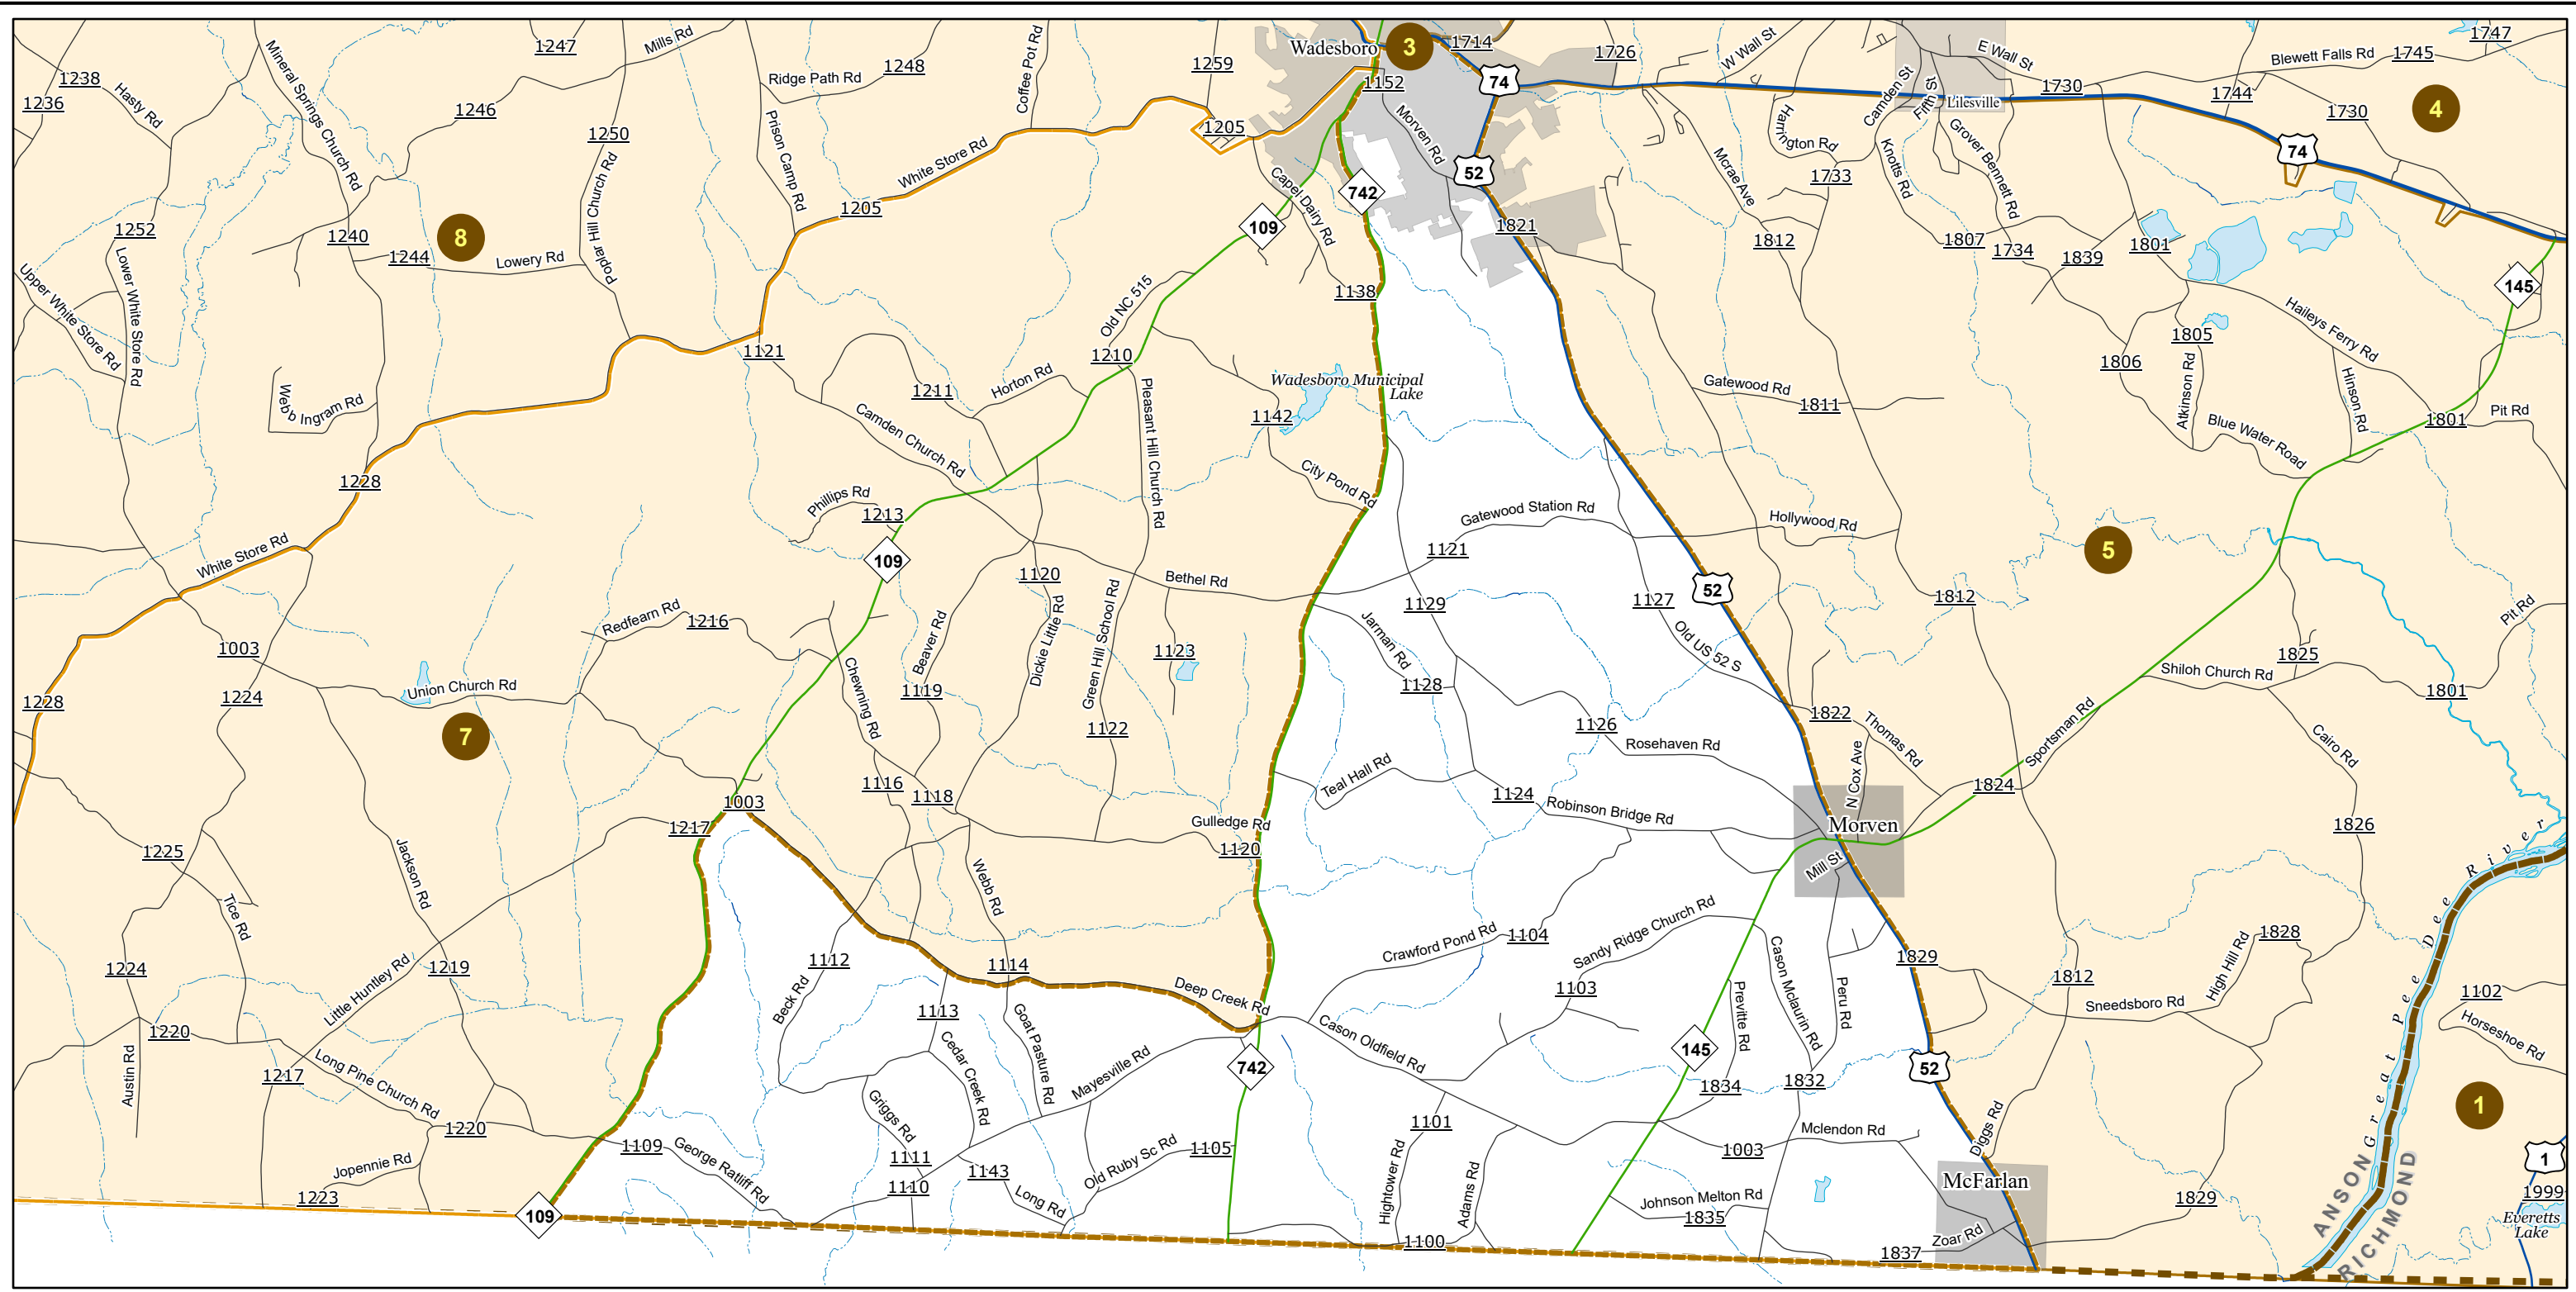 1247
Mills Rd
Coffee Pot Rd
1259
Wadesboro
3
1714
1726
W Wall St
E Wall St
1747
Blewett Falls Rd
1745
1238
Hasty Rd
1236
Mineral Springs Church Rd
1246
Ridge Path Rd
1248
1152
74
Camden St
Fifth St
Lilesville
1730
1744
1730
4
1250
Prison Camp Rd
White Store Rd
1205
Morven Rd
Harrington Rd
Grover Bennett Rd
74
Mcrae Ave
1733
Knotts Rd
Capel Dairy Rd
742
52
1205
8
1252
1240
1244
Lowery Rd
Poplar Hill Church Rd
109
1821
1812
1807
1734
1839
1801
145
Upper White Store Rd
Lower White Store Rd
Old NC 515
1138
Haileys Ferry Rd
1121
1210
1805
1806
Webb Ingram Rd
1211
Horton Rd
Wadesboro Municipal
Lake
Gatewood Rd
1811
Atkinson Rd
Hinson Rd
Camden Church Rd
Pleasant Hill Church Rd
1142
Blue Water Road
1801
Pit Rd
1228
City Pond Rd
Phillips Rd
1213
Gatewood Station Rd
Hollywood Rd
White Store Rd
109
1121
5
1120
Bethel Rd
52
Redfearn Rd
1216
Beaver Rd
Dickie Little Rd
Green Hill School Rd
1129
1127
1812
Pit Rd
1003
1123
Jarman Rd
Old US 52 S
1825
Shiloh Church Rd
1228
1224
Union Church Rd
Chewning Rd
1119
1128
1801
7
1122
1126
Rosehaven Rd
1822
Thomas Rd
Sportsman Rd
Cairo Rd
1116
1118
Teal Hall Rd
1124
N Cox Ave
1824
1003
1217
Gulledge Rd
Robinson Bridge Rd
Morven
1826
1225
1120
Mill St
Jackson Rd
Tice Rd
Webb Rd
Great Pee Dee River
1224
1219
Little Huntley Rd
1112
1114
Crawford Pond Rd
1104
Sandy Ridge Church Rd
1829
1812
High Hill Rd
1828
Beck Rd
Deep Creek Rd
1103
Cason Mclaurin Rd
Peru Rd
Previtte Rd
Sneedsboro Rd
1102
Horseshoe Rd
1220
1113
Goat Pasture Rd
Cason Oldfield Rd
145
Austin Rd
1217
Long Pine Church Rd
Cedar Creek Rd
Mayesville Rd
742
1834
1832
52
1
1220
Griggs Rd
1101
Mclendon Rd
Diggs Rd
1109
George Ratliff Rd
1111
1105
1003
Jopennie Rd
1143
Old Ruby Sc Rd
Hightower Rd
Adams Rd
McFarlan
1
1223
1110
Long Rd
Johnson Melton Rd
1829
1999
109
1835
ANSON
RICHMOND
Everetts
Lake
1100
1837
Zoar Rd